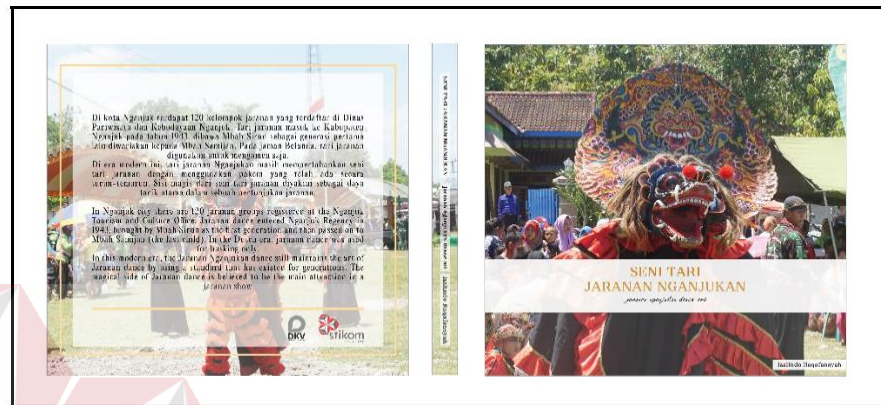 Di kota Nganjuk terdapat 120 kelompok jaranan yang terdaftar di Dinas
Pariwisata dan Kebudayaan Nganjuk. Tari jaranan masuk ke Kabupaten
Nganjuk pada tahun 1943, dibawa Mbah Sirun sebagai generasi pertama
lalu diwariskan kepada Mbah Samijan. Pada jaman Belanda, tari jaranan
digunakan untuk mengamen saja.
Di era modern ini, tari jaranan Nganjukan masih mempertahankan seni
tari jaranan dengan menggunakan pakem yang telah ada secara
turun-temurun. Sisi magis dari seni tari jaranan diyakini sebagai daya
tarik utama dalam sebuah pertunjukan jaranan.
In Nganjuk city there are 120 jaranan groups registered at the Nganjuk
Tourism and Culture Office. Jaranan dance entered Nganjuk Regency in
1943, brought by Mbah Sirun as the first generation and then passed on to
Mbah Samijan (the last child). In the Dutch era, jaranan dance was used
for busking only.
In this modern era, the Jaranan Nganjukan dance still maintains the art of
Jaranan dance by using a standard that has existed for generations. The
magical side of Jaranan dance is believed to be the main attraction in a
jaranan show.
DKV
stikom
SENI TARI
JARANAN NGANJUKAN
jaranan nganjukan dance art